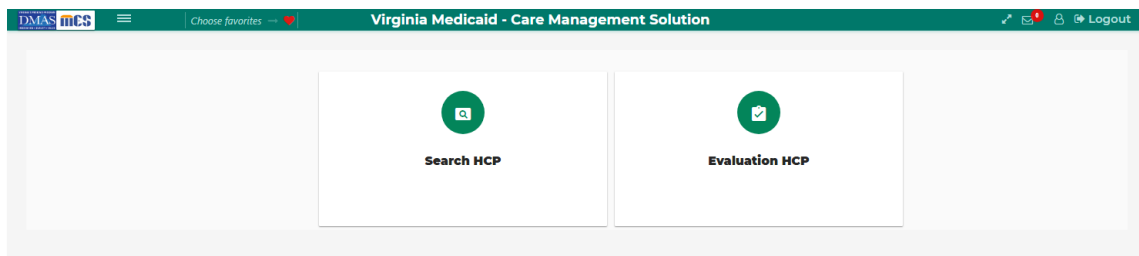 DMAS mCS Choose favorites → Virginia Medicaid - Care Management Solution Logout
Search HCP Evaluation HCP